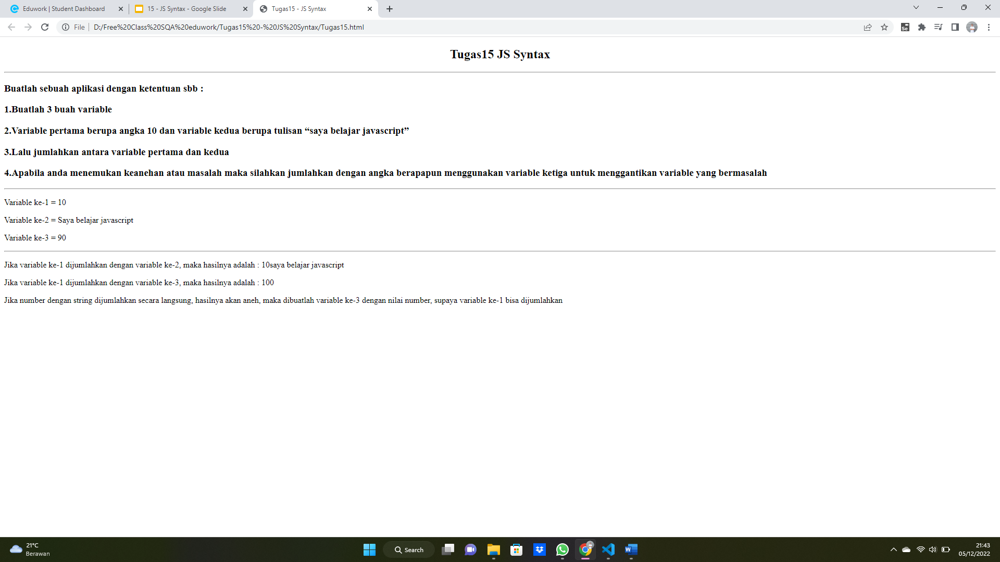 Eduwork | Student Dashboard
15 - JS Syntax - Google Slide
Tugas15 - JS Syntax
File
D:/Free%20Class%20SQA%20eduwork/Tugas15%20-%20JS%20Syntax/Tugas15.html
Se
Tugas15 JS Syntax
Buatlah sebuah aplikasi dengan ketentuan sbb :
1.Buatlah 3 buah variable
2.Variable pertama berupa angka 10 dan variable kedua berupa tulisan “saya belajar javascript”
3.Lalu jumlahkan antara variable pertama dan kedua
4.Apabila anda menemukan keanehan atau masalah maka silahkan jumlahkan dengan angka berapapun menggunakan variable ketiga untuk menggantikan variable yang bermasalah
Variable ke-1 = 10
Variable ke-2 = Saya belajar javascript
Variable ke-3 = 90
Jika variable ke-1 dijumlahkan dengan variable ke-2, maka hasilnya adalah : 10saya belajar javascript
Jika variable ke-1 dijumlahkan dengan variable ke-3, maka hasilnya adalah : 100
Jika number dengan string dijumlahkan secara langsung, hasilnya akan aneh, maka dibuatlah variable ke-3 dengan nilai number, supaya variable ke-1 bisa dijumlahkan
21°C
Berawan
Search
21:43
05/12/2022